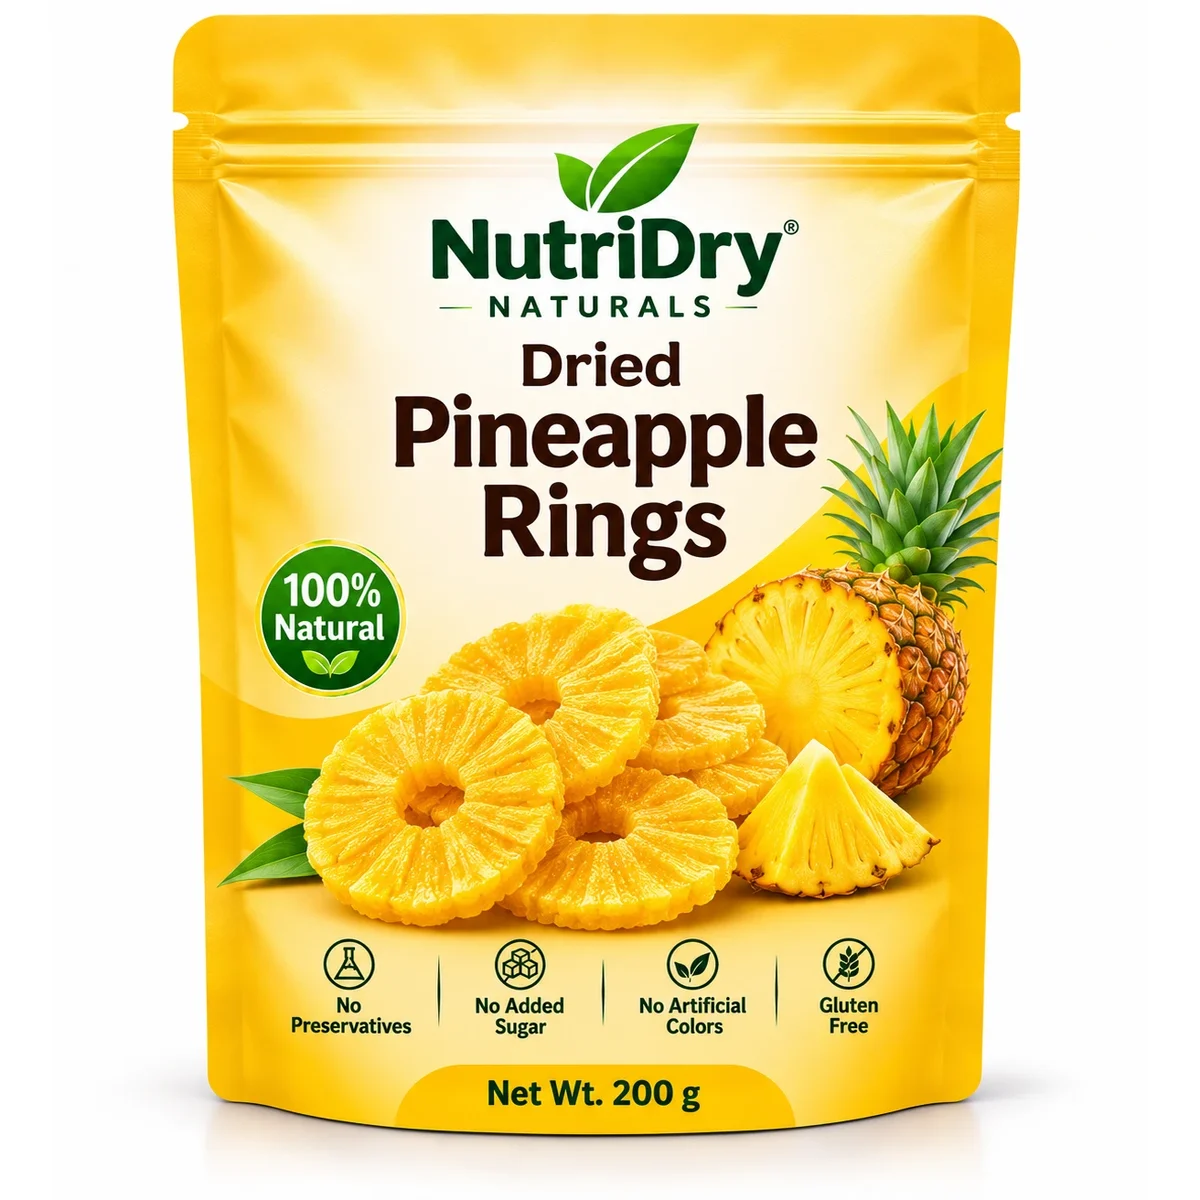 NutriDry®
NATURALS
Dried
Pineapple
Rings
100%
Natural
No
Preservatives
No Added
Sugar
No Artificial
Colors
Gluten
Free
Net Wt. 200 g